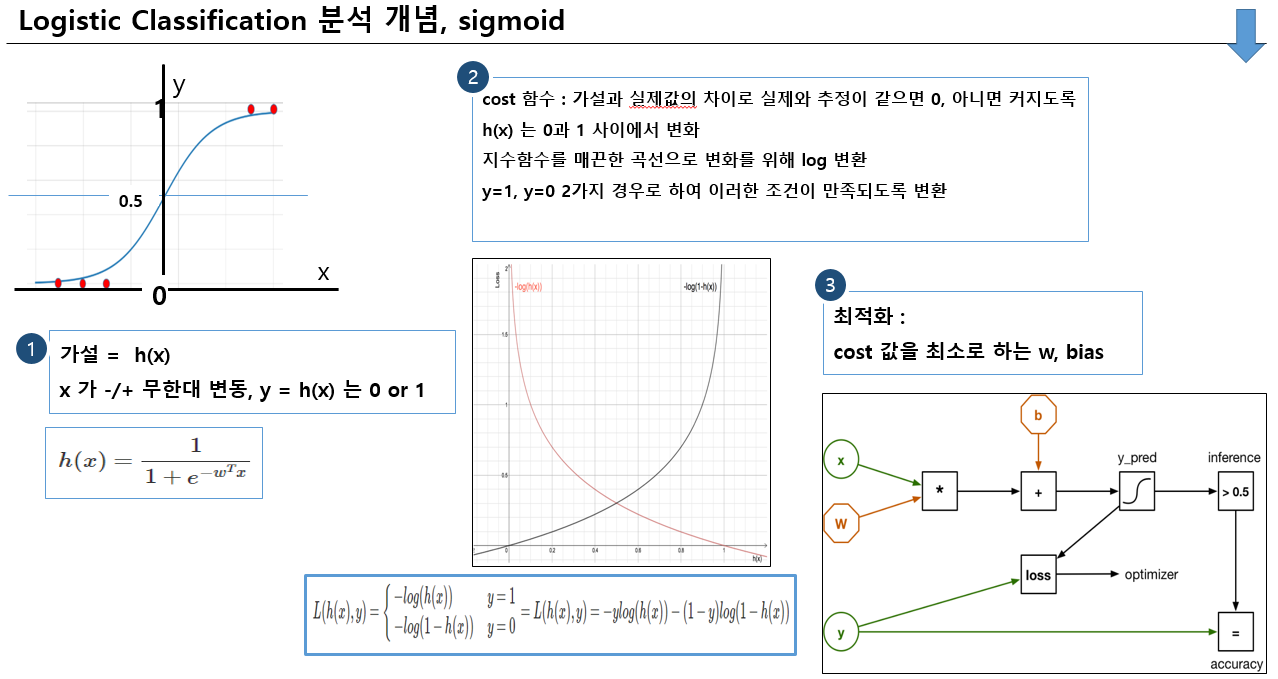 Logistic Classification 분석 개념, sigmoid
y
1
0.5
x
0
1
가설 = h(x)
x 가 -/+ 무한대 변동, y = h(x) 는 0 or 1
h(x) = 1 / (1 + e^{-w^T x})
2
cost 함수 : 가설과 실제값의 차이로 실제와 추정이 같으면 0, 아니면 커지도록
h(x) 는 0과 1 사이에서 변화
지수함수를 매끈한 곡선으로 변화를 위해 log 변환
y=1, y=0 2가지 경우로 하여 이러한 조건이 만족되도록 변환
Loss
2
-log(h(x))
-log(1-h(x))
1.5
1
0.5
0 0.2 0.4 0.6 0.8 1
h(x)
L(h(x),y) = { -log(h(x)) y=1
-log(1-h(x)) y=0 = L(h(x),y) = -ylog(h(x)) - (1-y)log(1-h(x))
3
최적화 :
cost 값을 최소로 하는 w, bias
b
x
y_pred
inference
*
+
> 0.5
W
loss
optimizer
y
=
accuracy